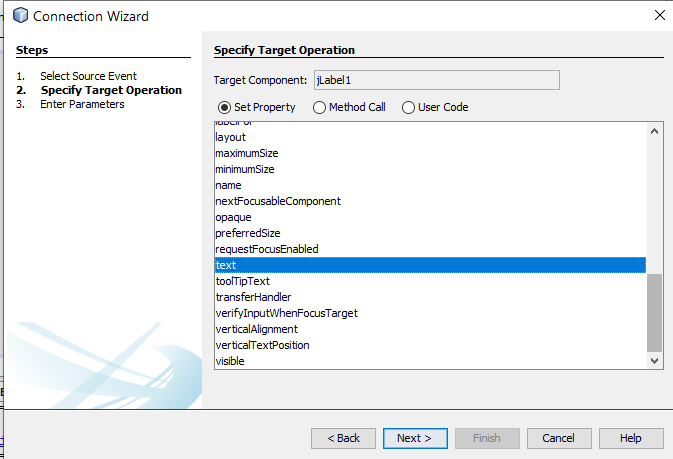 Connection Wizard
Steps
1. Select Source Event
2. Specify Target Operation
3. Enter Parameters
Specify Target Operation
Target Component: jLabel1
Set Property Method Call User Code
labelFor
layout
maximumSize
minimumSize
name
nextFocusableComponent
opaque
preferredSize
requestFocusEnabled
text
toolTipText
transferHandler
verifyInputWhenFocusTarget
verticalAlignment
verticalTextPosition
visible
< Back Next > Finish Cancel Help